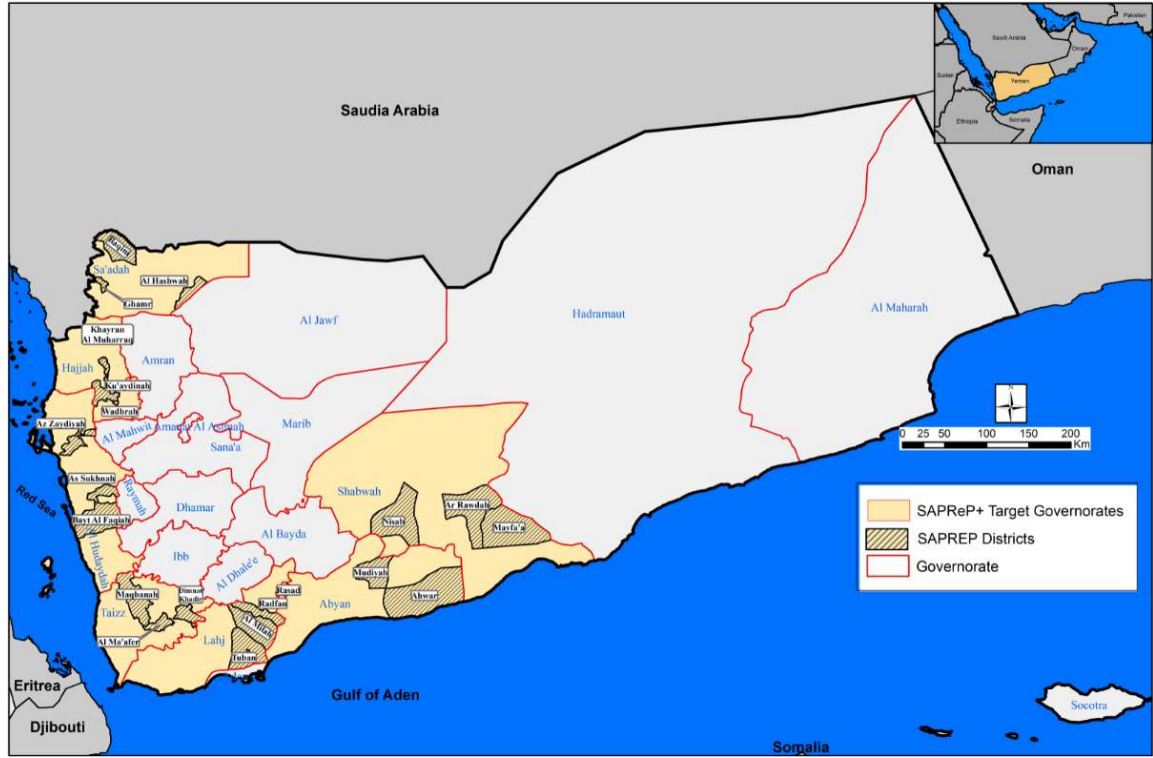 Saudi Arabia
Oman
Yemen
Sudan
Ethiopia
Somalia
Pakistan
Saudia Arabia
Oman
Baqim
Sa'adah
Al Hashwah
Ghamr
Khayran
Al Muharraq
Al Jawf
Hadramaut
Al Maharah
Hajjah
Amran
Ku'aydinah
Wadhrah
Az Zaydiyah
Al Mahwit
Amanat Al Asimah
Sana'a
Marib
As Sukhnah
Raymah
Dhamar
Shabwah
Red Sea
Bayt Al Faqiah
Al Hudaydah
Nisab
Ar Rawdah
Mayfa'a
Al Bayda
Ibb
Al Dhale'e
Mudiyah
Ahwar
Maqbanah
Dimnat
Khadir
Rasad
Radfan
Abyan
Taizz
Al Milah
Al Ma'afer
Lahj
Tuban
N
0 25 50 100 150 200
Km
SAPReP+ Target Governorates
SAPREP Districts
Governorate
Eritrea
Djibouti
Gulf of Aden
Socotra
Somalia